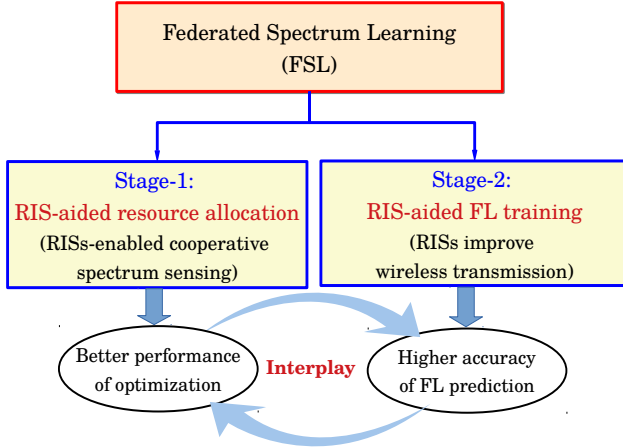 Federated Spectrum Learning
(FSL)
Stage-1:
RIS-aided resource allocation
(RISs-enabled cooperative
spectrum sensing)
Stage-2:
RIS-aided FL training
(RISs improve
wireless transmission)
Better performance
of optimization
Interplay
Higher accuracy
of FL prediction